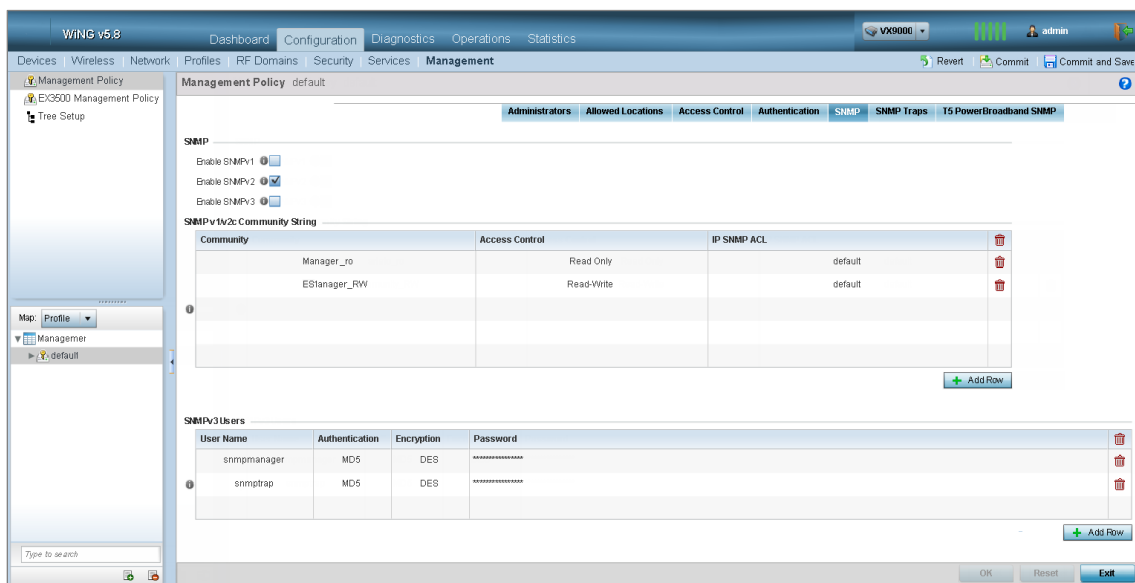 WiNG v5.8
Dashboard Configuration Diagnostics Operations Statistics
VX9000
admin
Devices Wireless Network Profiles RF Domains Security Services Management
Revert Commit Commit and Save
Management Policy
EX3500 Management Policy
Tree Setup
Management Policy default
Administrators Allowed Locations Access Control Authentication SNMP SNMP Traps T5 PowerBroadband SNMP
SNMP
Enable SNMPv1
Enable SNMPv2
Enable SNMPv3
SNMPv1/v2c Community String
Community Access Control IP SNMP ACL
Manager_ro Read Only default
ES1anager_RW Read-Write default
Add Row
Map: Profile
Managemer
default
SNMPv3 Users
User Name Authentication Encryption Password
snmpmanager MD5 DES ****************
snmptrap MD5 DES ****************
Add Row
Type to search
OK Reset Exit